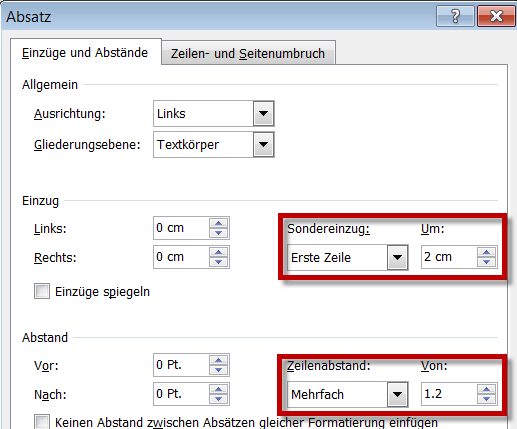 Absatz
Einzüge und Abstände Zeilen- und Seitenumbruch
Allgemein
Ausrichtung: Links
Gliederungsebene: Textkörper
Einzug
Links: 0 cm Sondereinzug: Um:
Rechts: 0 cm Erste Zeile 2 cm
Einzüge spiegeln
Abstand
Vor: 0 Pt. Zeilenabstand: Von:
Nach: 0 Pt. Mehrfach 1.2
Keinen Abstand zwischen Absätzen gleicher Formatierung einfügen